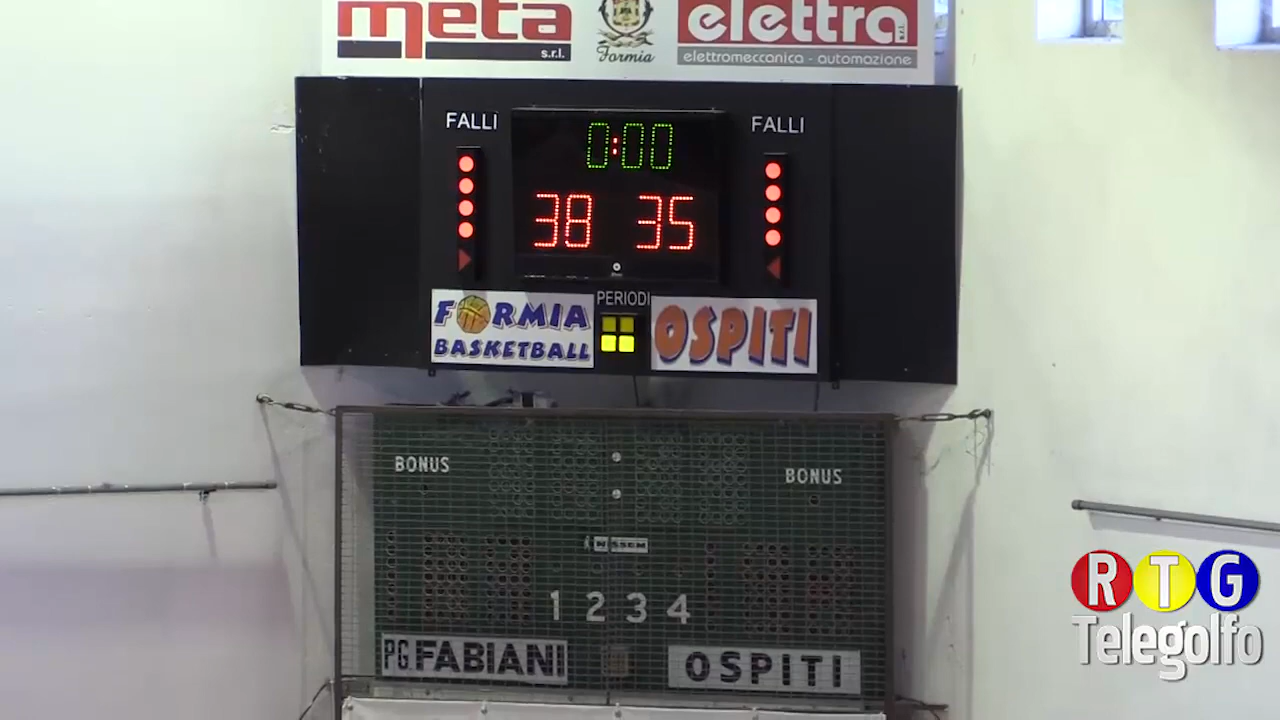 meta
s.r.l.
Formia
elettra s.r.l.
elettromeccanica - automazione
FALLI
FALLI
0:00
38 35
PERIODI
FORMIA
BASKETBALL
OSPITI
BONUS
BONUS
NISSEM
1 2 3 4
P.G. FABIANI
OSPITI
RTG
Telegolfo